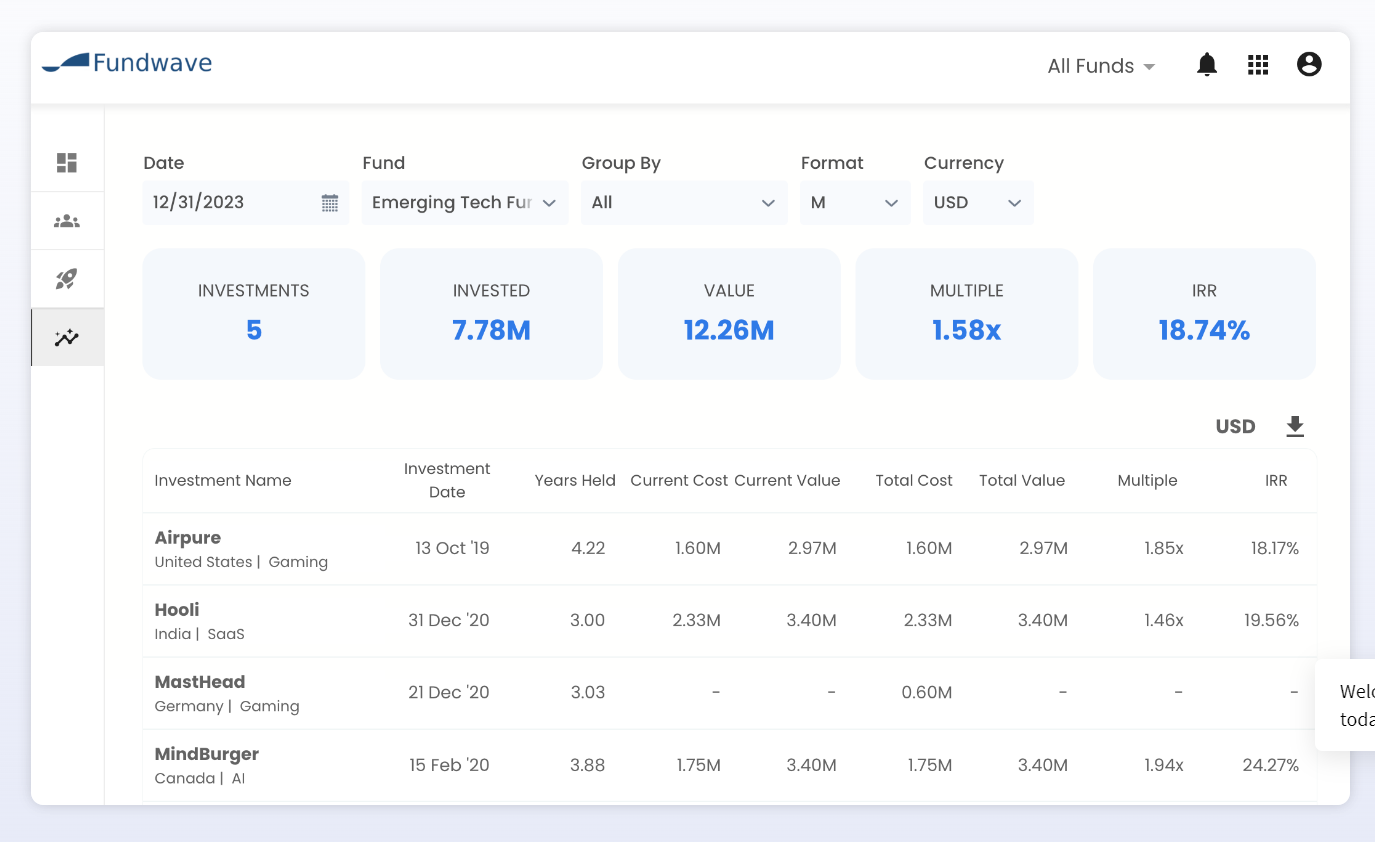 Fundwave
All Funds
Date Fund Group By Format Currency
12/31/2023 Emerging Tech Fur All M USD
INVESTMENTS INVESTED VALUE MULTIPLE IRR
5 7.78M 12.26M 1.58x 18.74%
USD
Investment Name Investment Date Years Held Current Cost Current Value Total Cost Total Value Multiple IRR
Airpure 13 Oct '19 4.22 1.60M 2.97M 1.60M 2.97M 1.85x 18.17%
United States | Gaming
Hooli 31 Dec '20 3.00 2.33M 3.40M 2.33M 3.40M 1.46x 19.56%
India | SaaS
MastHead 21 Dec '20 3.03 - - 0.60M - - -
Germany | Gaming
MindBurger 15 Feb '20 3.88 1.75M 3.40M 1.75M 3.40M 1.94x 24.27%
Canada | AI